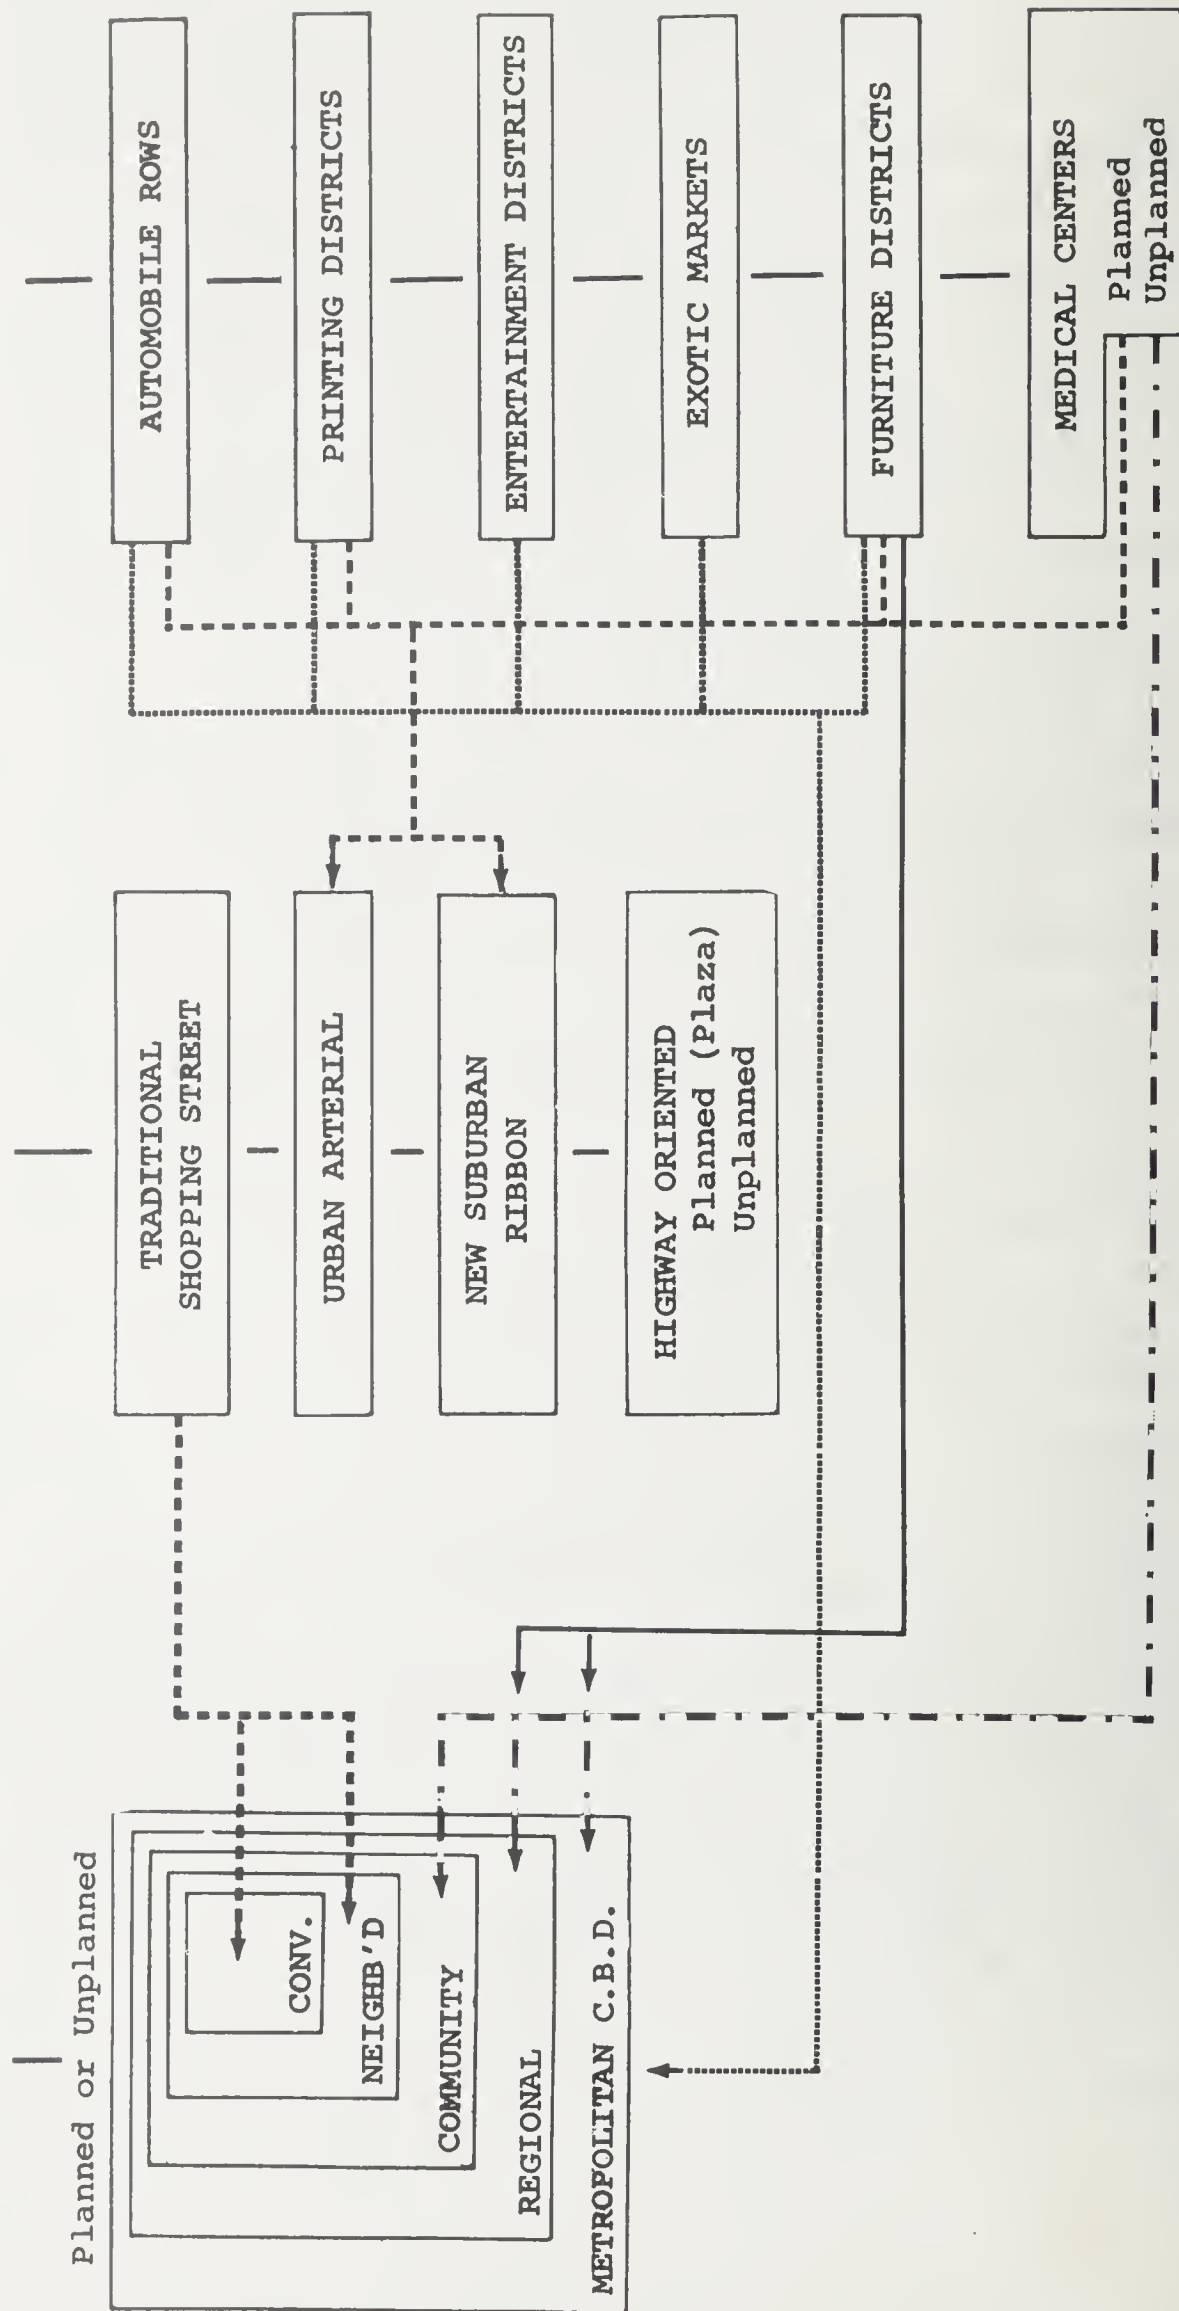 Planned or Unplanned
CONV.
NEIGHB'D
COMMUNITY
REGIONAL
METROPOLITAN C.B.D.
TRADITIONAL
SHOPPING STREET
URBAN ARTERIAL
NEW SUBURBAN
RIBBON
HIGHWAY ORIENTED
Planned (Plaza)
Unplanned
AUTOMOBILE ROWS
PRINTING DISTRICTS
ENTERTAINMENT DISTRICTS
EXOTIC MARKETS
FURNITURE DISTRICTS
MEDICAL CENTERS
Planned
Unplanned